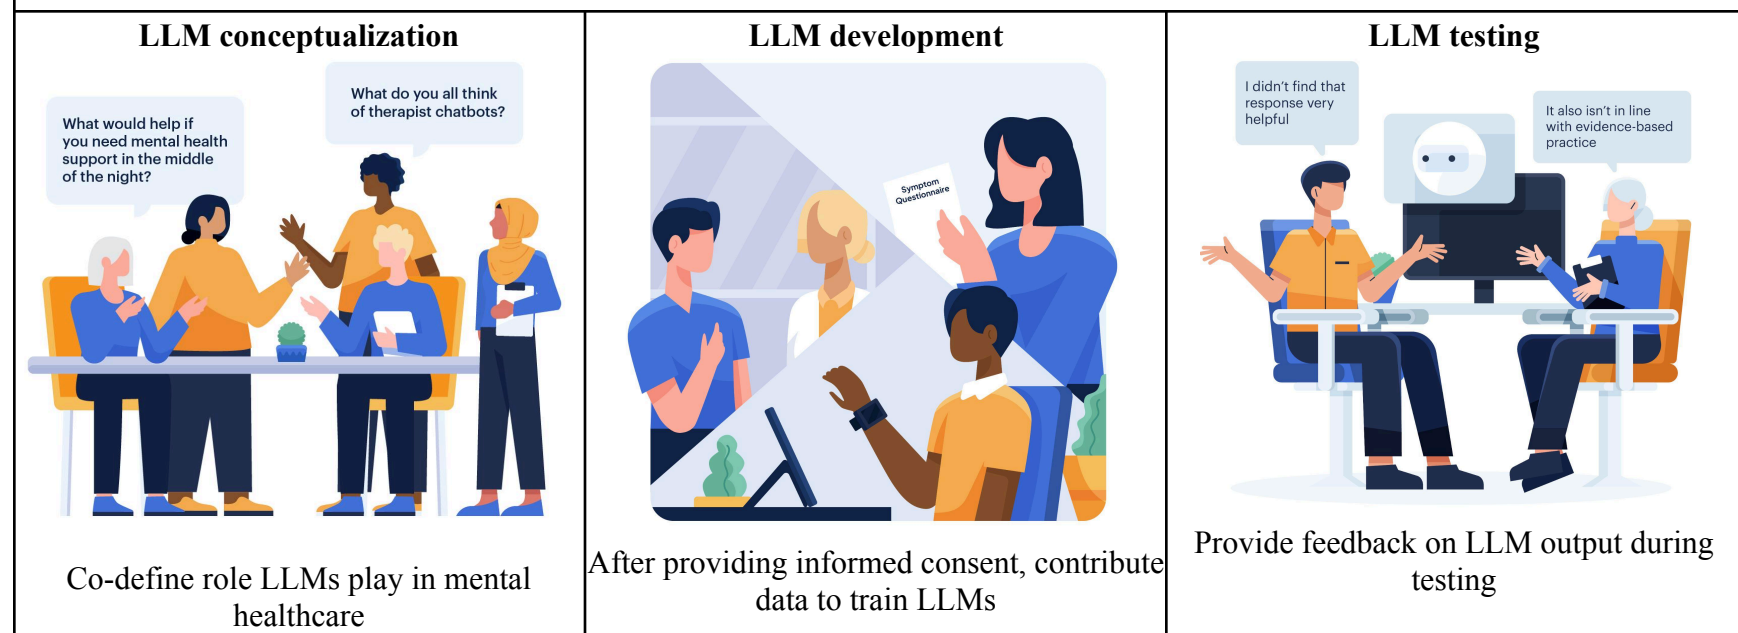 LLM conceptualization
What would help if
you need mental health
support in the middle
of the night?
What do you all think
of therapist chatbots?
Co-define role LLMs play in mental
healthcare
LLM development
Symptom
Questionnaire
After providing informed consent, contribute
data to train LLMs
LLM testing
I didn't find that
response very
helpful
It also isn't in line
with evidence-based
practice
Provide feedback on LLM output during
testing